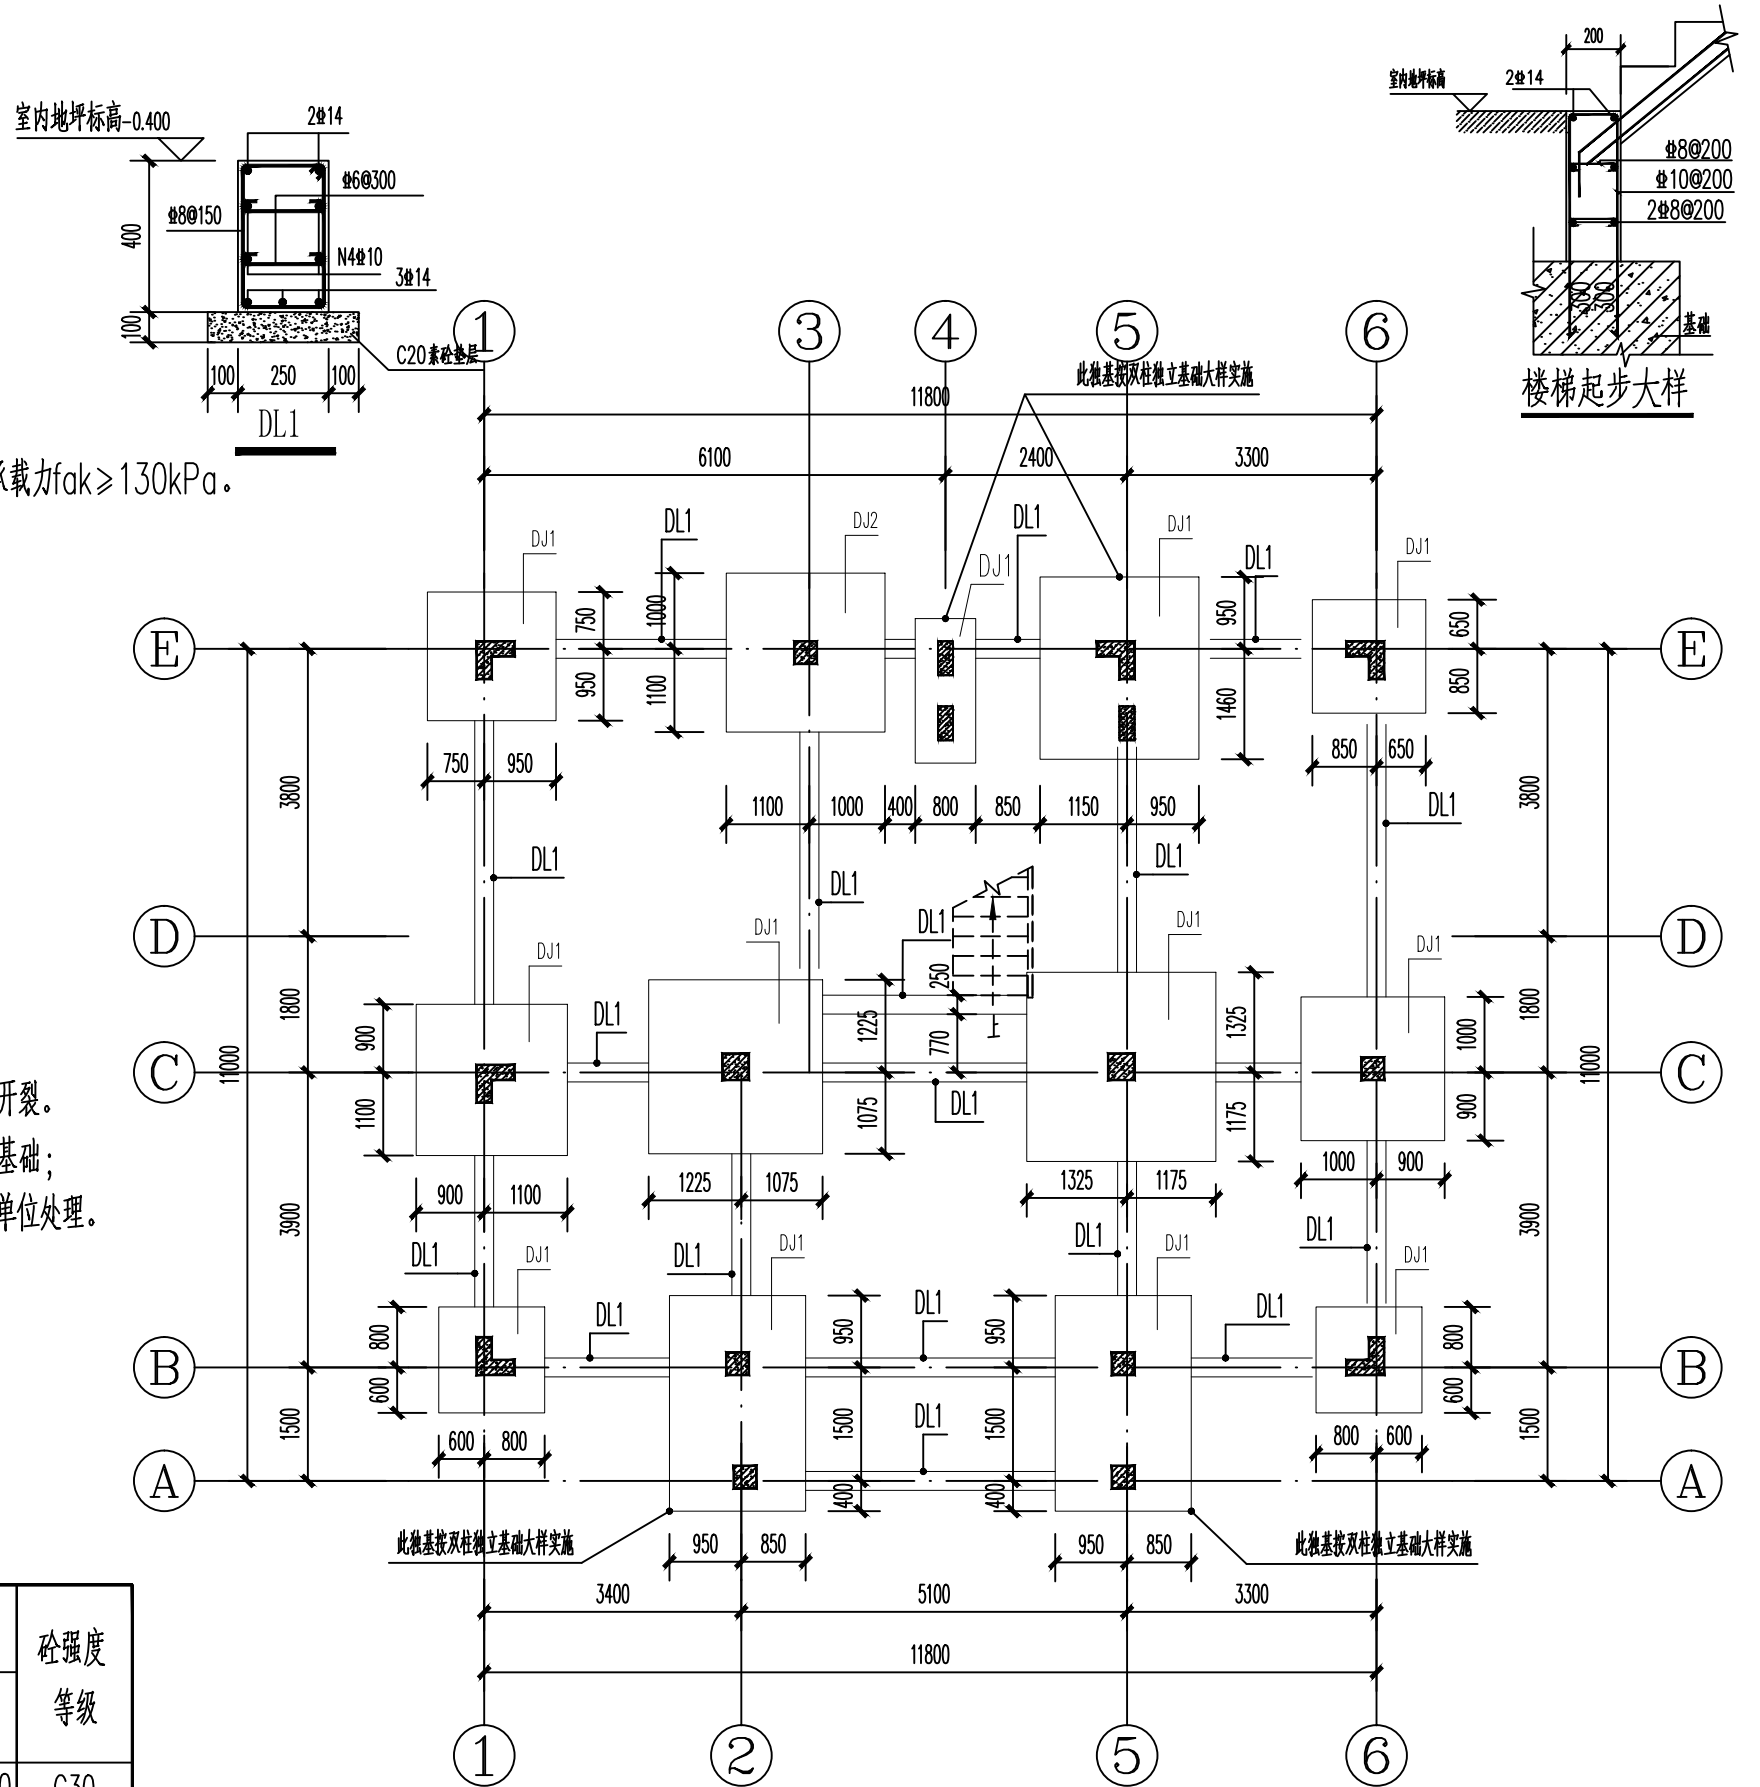 室内地坪标高-0.400
2⌀14
⌀6@300
⌀8@150
400
N4⌀10
3⌀14
100
C20素砼垫层
100
250
100
DL1
200
室内地坪标高
2⌀14
⌀8@200
⌀10@200
2⌀8@200
300
300
基础
楼梯起步大样
承载力fak≥130kPa。
开裂。
基础；
单位处理。
砼强度
等级
C30
1
3
4
5
6
此独基按双柱独立基础大样实施
11800
6100
2400
3300
DL1
DJ2
DL1
DJ1
DJ1
DJ1
DJ1
DL1
E
750
950
1000
1100
950
1460
650
850
E
750
950
850
650
1100
1000
400
800
850
1150
950
3800
3800
DL1
DL1
DL1
DL1
DL1
DJ1
DJ1
DJ1
DJ1
D
D
250
1800
900
1225
1325
1000
1800
DL1
770
C
11000
11000
C
1100
1075
DL1
1175
900
900
1100
1225
1075
1325
1175
1000
900
3900
3900
DL1
DJ1
DL1
DJ1
DL1
DJ1
DL1
DJ1
DL1
DL1
DL1
800
950
950
800
B
B
600
600
1500
DL1
1500
1500
1500
600
800
800
600
A
400
400
A
此独基按双柱独立基础大样实施
950
850
950
850
此独基按双柱独立基础大样实施
3400
5100
3300
11800
1
2
5
6